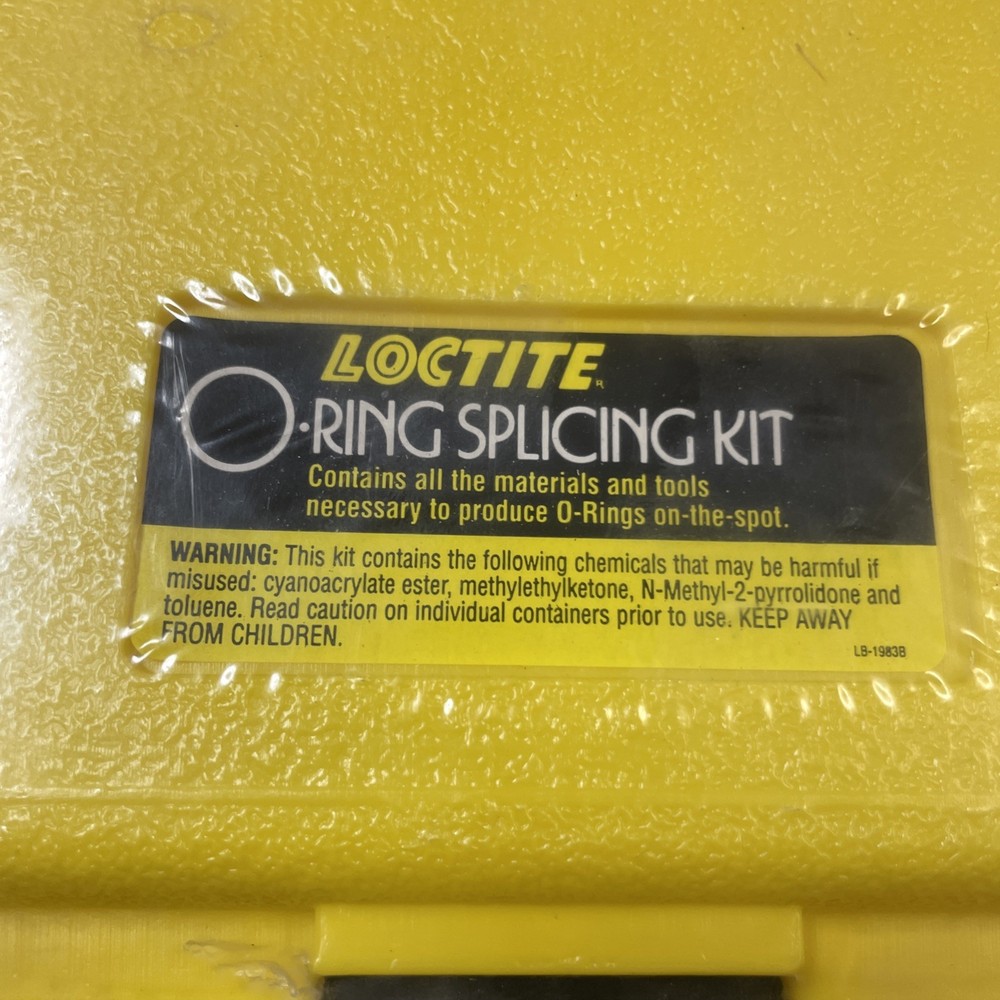 LOCTITE®
O-RING SPLICING KIT
Contains all the materials and tools
necessary to produce O-Rings on-the-spot.
WARNING: This kit contains the following chemicals that may be harmful if
misused: cyanoacrylate ester, methylethylketone, N-Methyl-2-pyrrolidone and
toluene. Read caution on individual containers prior to use. KEEP AWAY
FROM CHILDREN.
LB-1983B